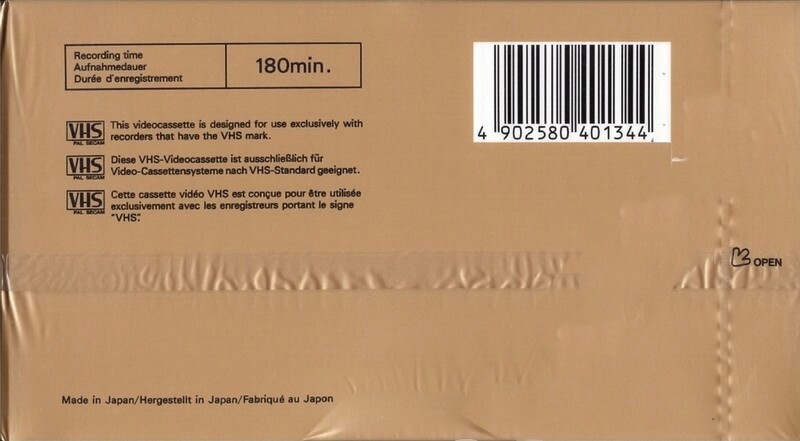 Recording time
Aufnahmedauer
Durée d'enregistrement
180min.
VHS
PAL SECAM
This videocassette is designed for use exclusively with
recorders that have the VHS mark.
VHS
PAL SECAM
Diese VHS-Videocassette ist ausschließlich für
Video-Cassettensysteme nach VHS-Standard geeignet.
VHS
PAL SECAM
Cette cassette vidéo VHS est conçue pour être utilisée
exclusivement avec les enregistreurs portant le signe
"VHS".
4 902580 401344
OPEN
Made in Japan/Hergestellt in Japan/Fabriqué au Japon